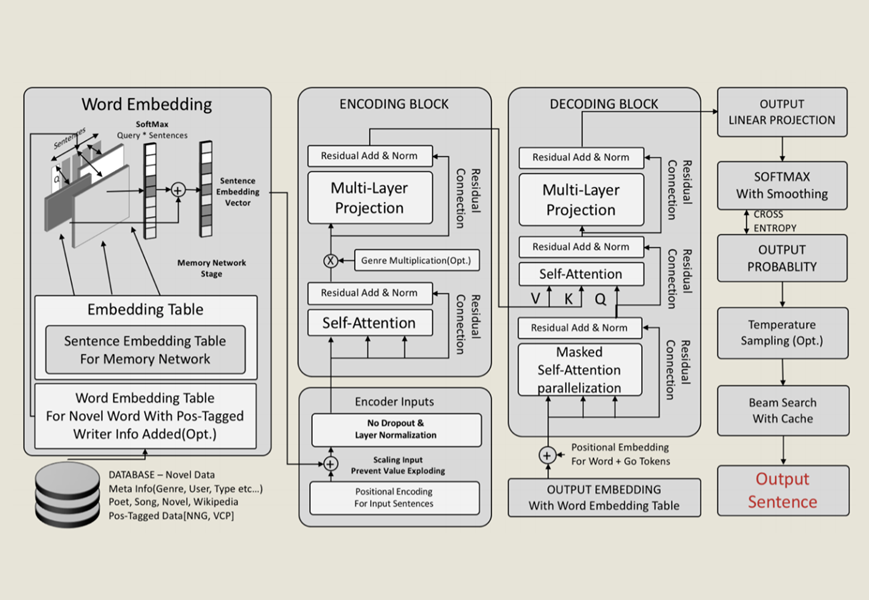 Word Embedding
SoftMax
Query * Sentences
Sentences
Q
Sentence
Embedding
Vector
Memory Network
Stage
Embedding Table
Sentence Embedding Table
For Memory Network
Word Embedding Table
For Novel Word With Pos-Tagged
Writer Info Added(Opt.)
DATABASE – Novel Data
Meta Info(Genre, User, Type etc…)
Poet, Song, Novel, Wikipedia
Pos-Tagged Data[NNG, VCP]
ENCODING BLOCK
Residual Add & Norm
Multi-Layer
Projection
Residual
Connection
X
Genre Multiplication(Opt.)
Residual Add & Norm
Self-Attention
Residual
Connection
Encoder Inputs
No Dropout &
Layer Normalization
Scaling Input
Prevent Value Exploding
Positional Encoding
For Input Sentences
DECODING BLOCK
Residual Add & Norm
Multi-Layer
Projection
Residual
Connection
Residual Add & Norm
Self-Attention
Residual
Connection
V K Q
Residual Add & Norm
Masked
Self-Attention
parallelization
Residual
Connection
Positional Embedding
For Word + Go Tokens
OUTPUT EMBEDDING
With Word Embedding Table
OUTPUT
LINEAR PROJECTION
SOFTMAX
With Smoothing
CROSS
ENTROPY
OUTPUT
PROBABLITY
Temperature
Sampling (Opt.)
Beam Search
With Cache
Output
Sentence